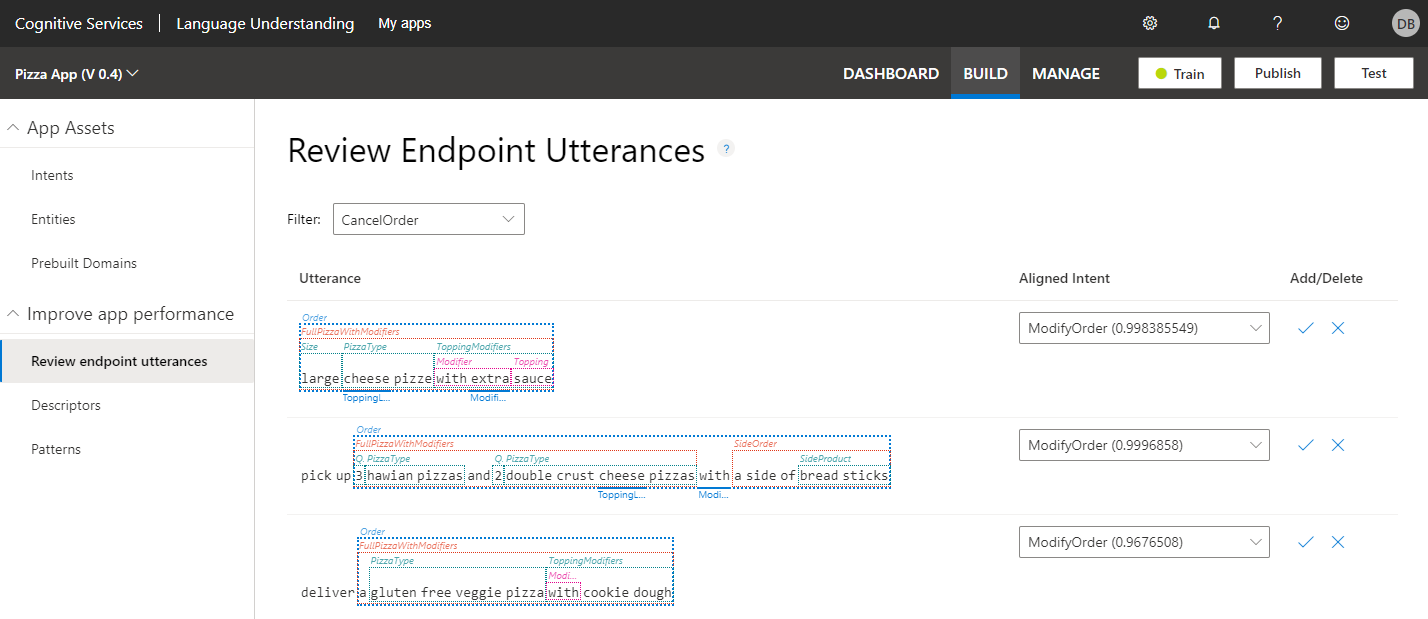 Cognitive Services Language Understanding My apps ? DB
Pizza App (V 0.4) DASHBOARD BUILD MANAGE Train Publish Test
App Assets
Intents
Entities
Prebuilt Domains
Improve app performance
Review endpoint utterances
Descriptors
Patterns
Review Endpoint Utterances ?
Filter: CancelOrder
Utterance Aligned Intent Add/Delete
Order
FullPizzaWithModifiers
Size PizzaType ToppingModifiers
Modifier Topping
large cheese pizze with extra sauce
ToppingL... Modifi...
ModifyOrder (0.998385549)
Order
FullPizzaWithModifiers SideOrder
Q. PizzaType Q. PizzaType SideProduct
pick up 3 hawian pizzas and 2 double crust cheese pizzas with a side of bread sticks
ToppingL... Modi...
ModifyOrder (0.9996858)
Order
FullPizzaWithModifiers
PizzaType ToppingModifiers
Modi...
deliver a gluten free veggie pizza with cookie dough
ModifyOrder (0.9676508)